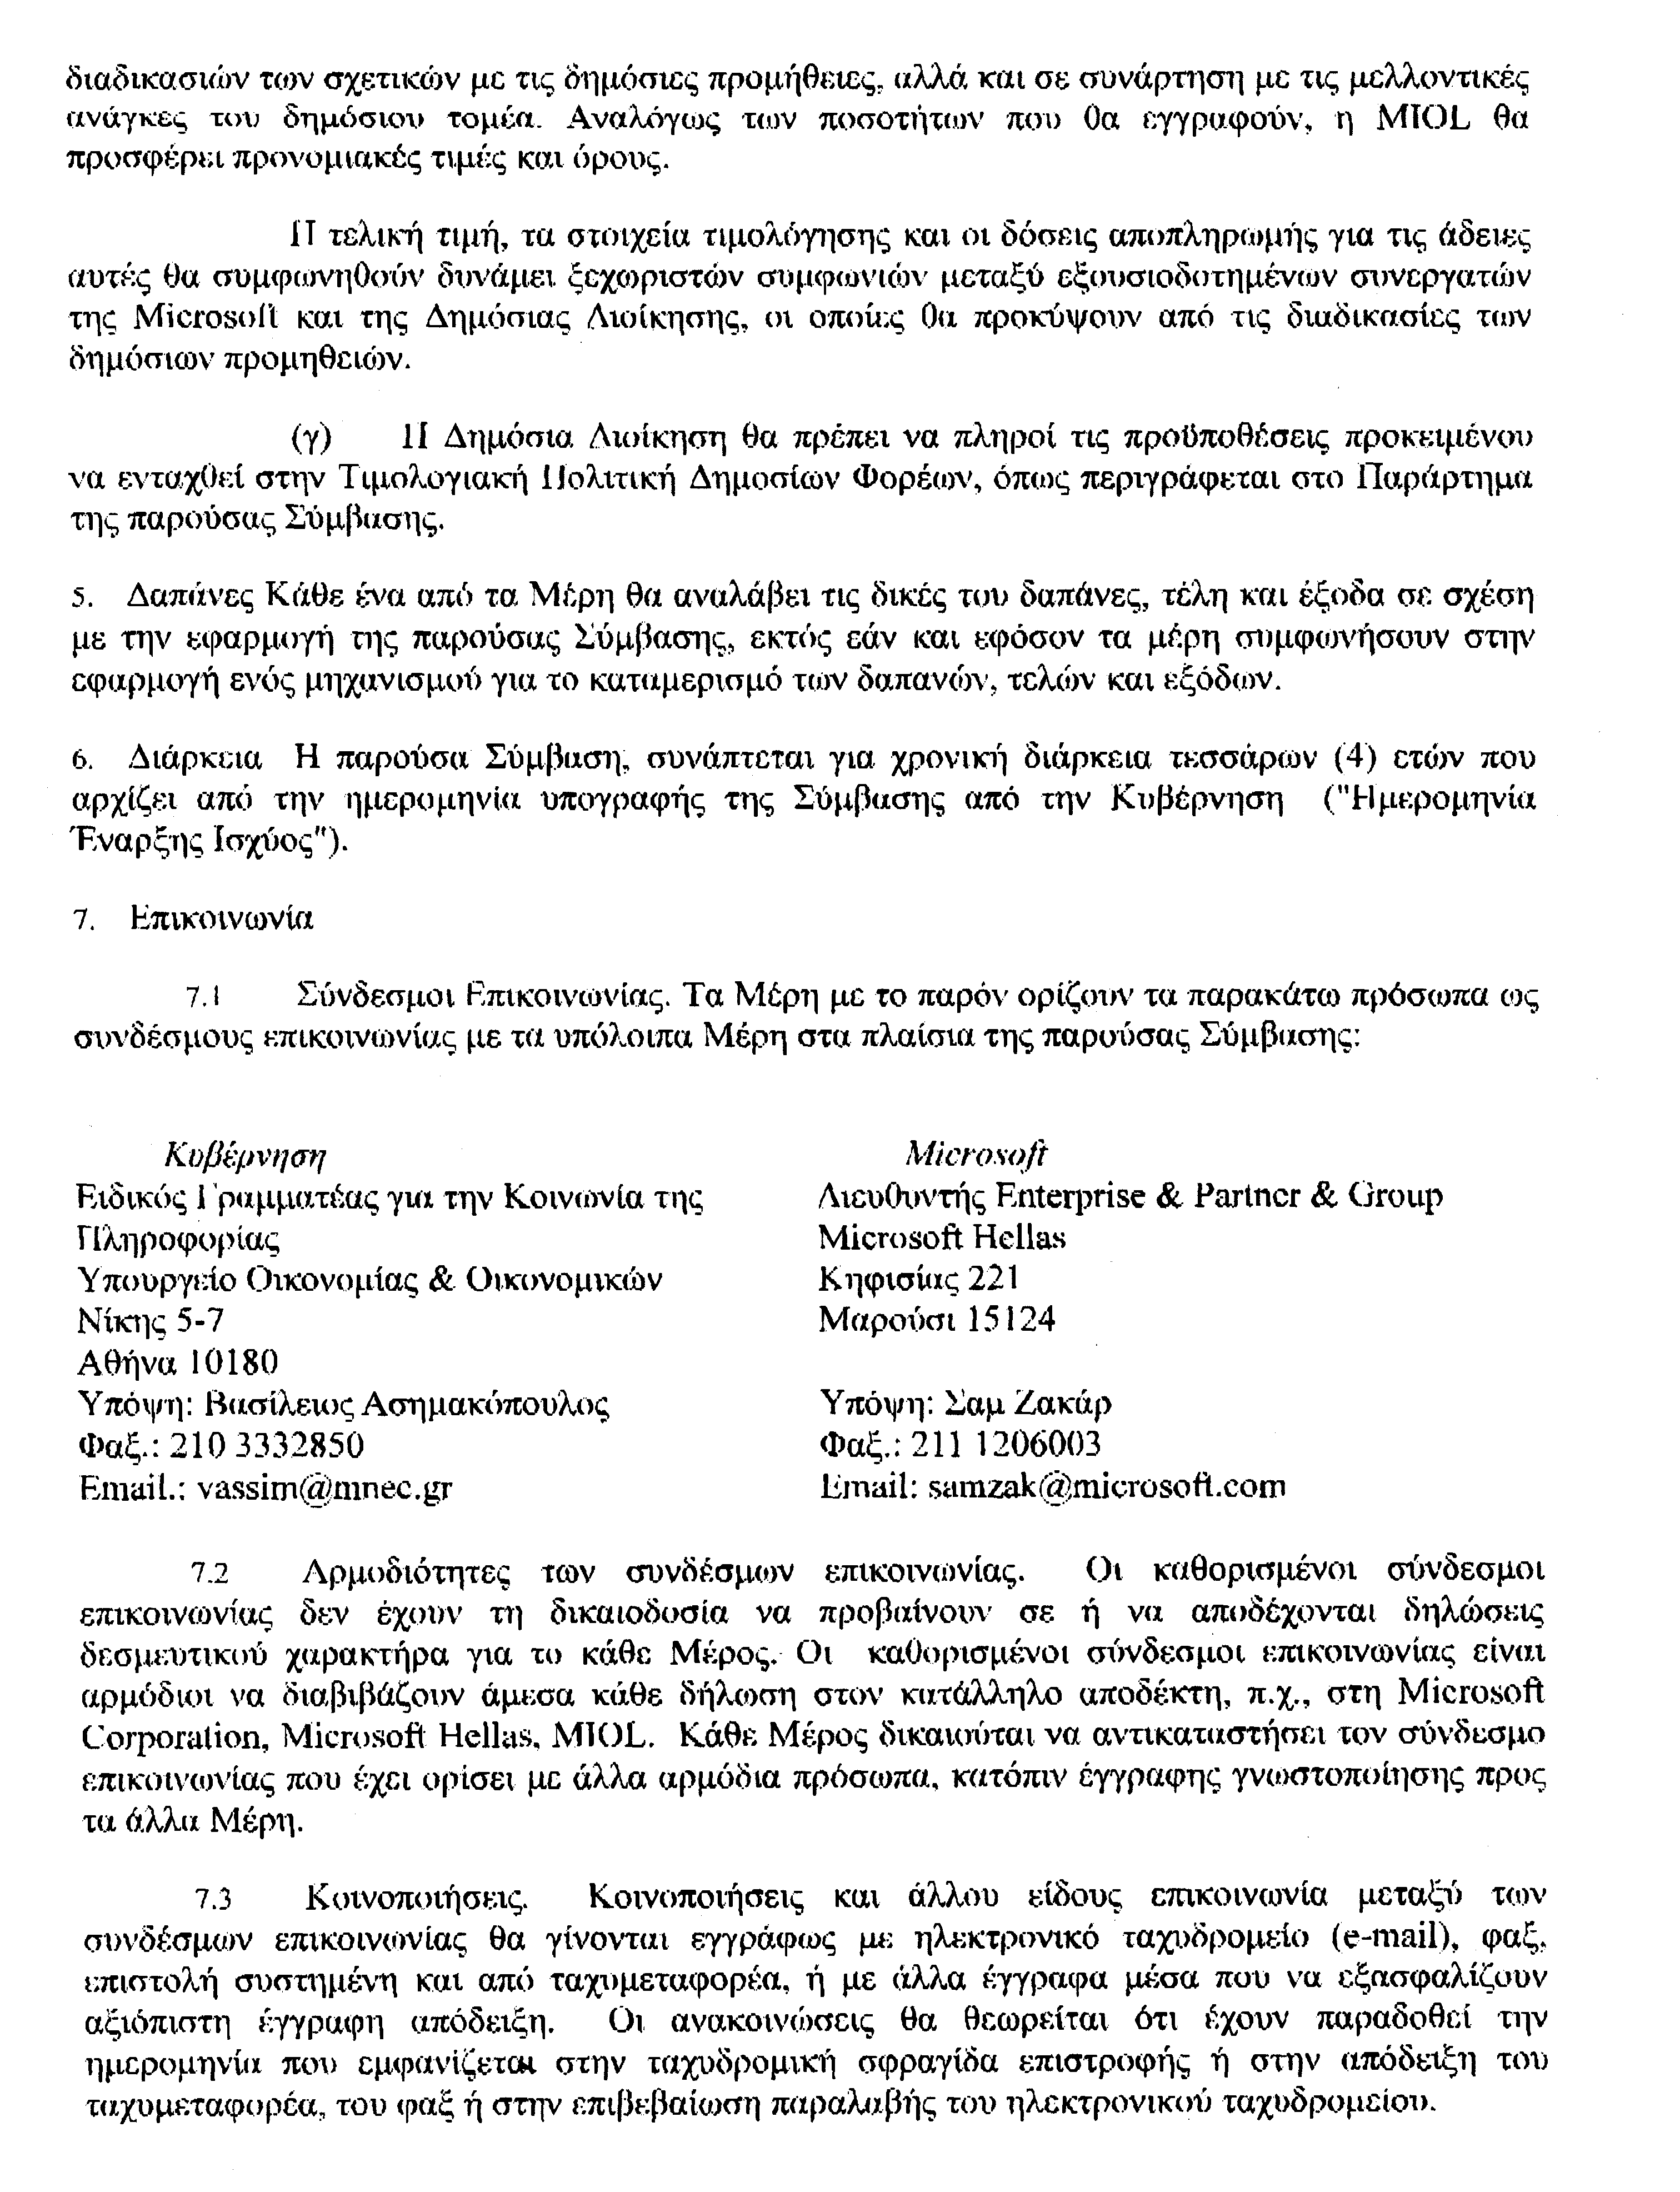 διαδικασιών των σχετικών με τις δημόσιες προμήθειες, αλλά και σε συνάρτηση με τις μελλοντικές
ανάγκες του δημόσιου τομέα. Αναλόγως των ποσοτήτων που θα εγγραφούν, η MIOL θα
προσφέρει προνομιακές τιμές και όρους.
Η τελική τιμή, τα στοιχεία τιμολόγησης και οι δόσεις αποπληρωμής για τις άδειες
αυτές θα συμφωνηθούν δυνάμει ξεχωριστών συμφωνιών μεταξύ εξουσιοδοτημένων συνεργατών
της Microsoft και της Δημόσιας Διοίκησης, οι οποίες θα προκύψουν από τις διαδικασίες των
δημόσιων προμηθειών.
(γ) Η Δημόσια Διοίκηση θα πρέπει να πληροί τις προϋποθέσεις προκειμένου
να ενταχθεί στην Τιμολογιακή Πολιτική Δημοσίων Φορέων, όπως περιγράφεται στο Παράρτημα
της παρούσας Σύμβασης.
5. Δαπάνες Κάθε ένα από τα Μέρη θα αναλάβει τις δικές του δαπάνες, τέλη και έξοδα σε σχέση
με την εφαρμογή της παρούσας Σύμβασης, εκτός εάν και εφόσον τα μέρη συμφωνήσουν στην
εφαρμογή ενός μηχανισμού για το καταμερισμό των δαπανών, τελών και εξόδων.
6. Διάρκεια Η παρούσα Σύμβαση, συνάπτεται για χρονική διάρκεια τεσσάρων (4) ετών που
αρχίζει από την ημερομηνία υπογραφής της Σύμβασης από την Κυβέρνηση ("Ημερομηνία
Έναρξης Ισχύος").
7. Επικοινωνία
7.1 Σύνδεσμοι Επικοινωνίας. Τα Μέρη με το παρόν ορίζουν τα παρακάτω πρόσωπα ως
συνδέσμους επικοινωνίας με τα υπόλοιπα Μέρη στα πλαίσια της παρούσας Σύμβασης:
Κυβέρνηση
Ειδικός Γραμματέας για την Κοινωνία της
Πληροφορίας
Υπουργείο Οικονομίας & Οικονομικών
Νίκης 5-7
Αθήνα 10180
Υπόψη: Βασίλειος Ασημακόπουλος
Φαξ.: 210 3332850
Email.: vassim@mnec.gr
Microsoft
Διευθυντής Enterprise & Partner & Group
Microsoft Hellas
Κηφισίας 221
Μαρούσι 15124
Υπόψη: Σαμ Ζακάρ
Φαξ.: 211 1206003
Email: samzak@microsoft.com
7.2 Αρμοδιότητες των συνδέσμων επικοινωνίας. Οι καθορισμένοι σύνδεσμοι
επικοινωνίας δεν έχουν τη δικαιοδοσία να προβαίνουν σε ή να αποδέχονται δηλώσεις
δεσμευτικού χαρακτήρα για το κάθε Μέρος. Οι καθορισμένοι σύνδεσμοι επικοινωνίας είναι
αρμόδιοι να διαβιβάζουν άμεσα κάθε δήλωση στον κατάλληλο αποδέκτη, π.χ., στη Microsoft
Corporation, Microsoft Hellas, MIOL. Κάθε Μέρος δικαιούται να αντικαταστήσει τον σύνδεσμο
επικοινωνίας που έχει ορίσει με άλλα αρμόδια πρόσωπα, κατόπιν έγγραφης γνωστοποίησης προς
τα άλλα Μέρη.
7.3 Κοινοποιήσεις. Κοινοποιήσεις και άλλου είδους επικοινωνία μεταξύ των
συνδέσμων επικοινωνίας θα γίνονται εγγράφως με ηλεκτρονικό ταχυδρομείο (e-mail), φαξ,
επιστολή συστημένη και από ταχυμεταφορέα, ή με άλλα έγγραφα μέσα που να εξασφαλίζουν
αξιόπιστη έγγραφη απόδειξη. Οι ανακοινώσεις θα θεωρείται ότι έχουν παραδοθεί την
ημερομηνία που εμφανίζεται στην ταχυδρομική σφραγίδα επιστροφής ή στην απόδειξη του
ταχυμεταφορέα, του φαξ ή στην επιβεβαίωση παραλαβής του ηλεκτρονικού ταχυδρομείου.